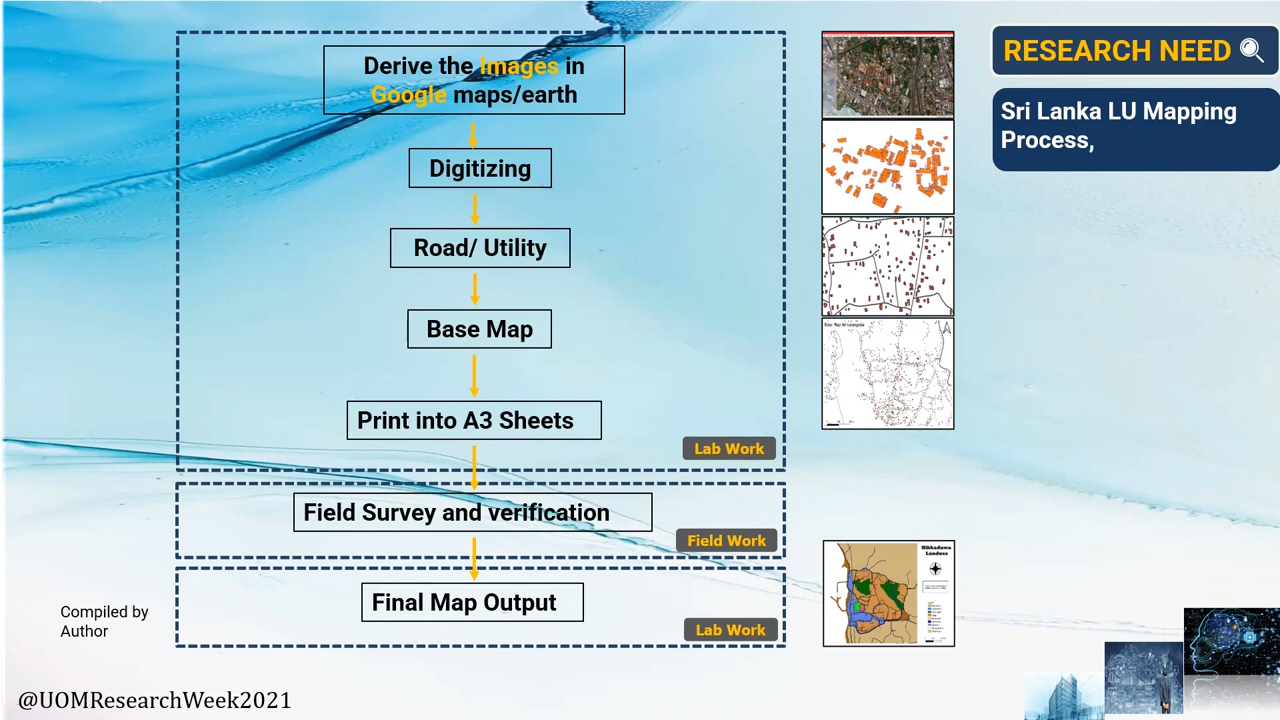 RESEARCH NEED
Sri Lanka LU Mapping
Process,
Derive the Images in
Google maps/earth
Digitizing
Road/ Utility
Base Map
Print into A3 Sheets
Lab Work
Field Survey and verification
Field Work
Final Map Output
Lab Work
Hikkaduwa
Landuse
Compiled by
Author
@UOMResearchWeek2021